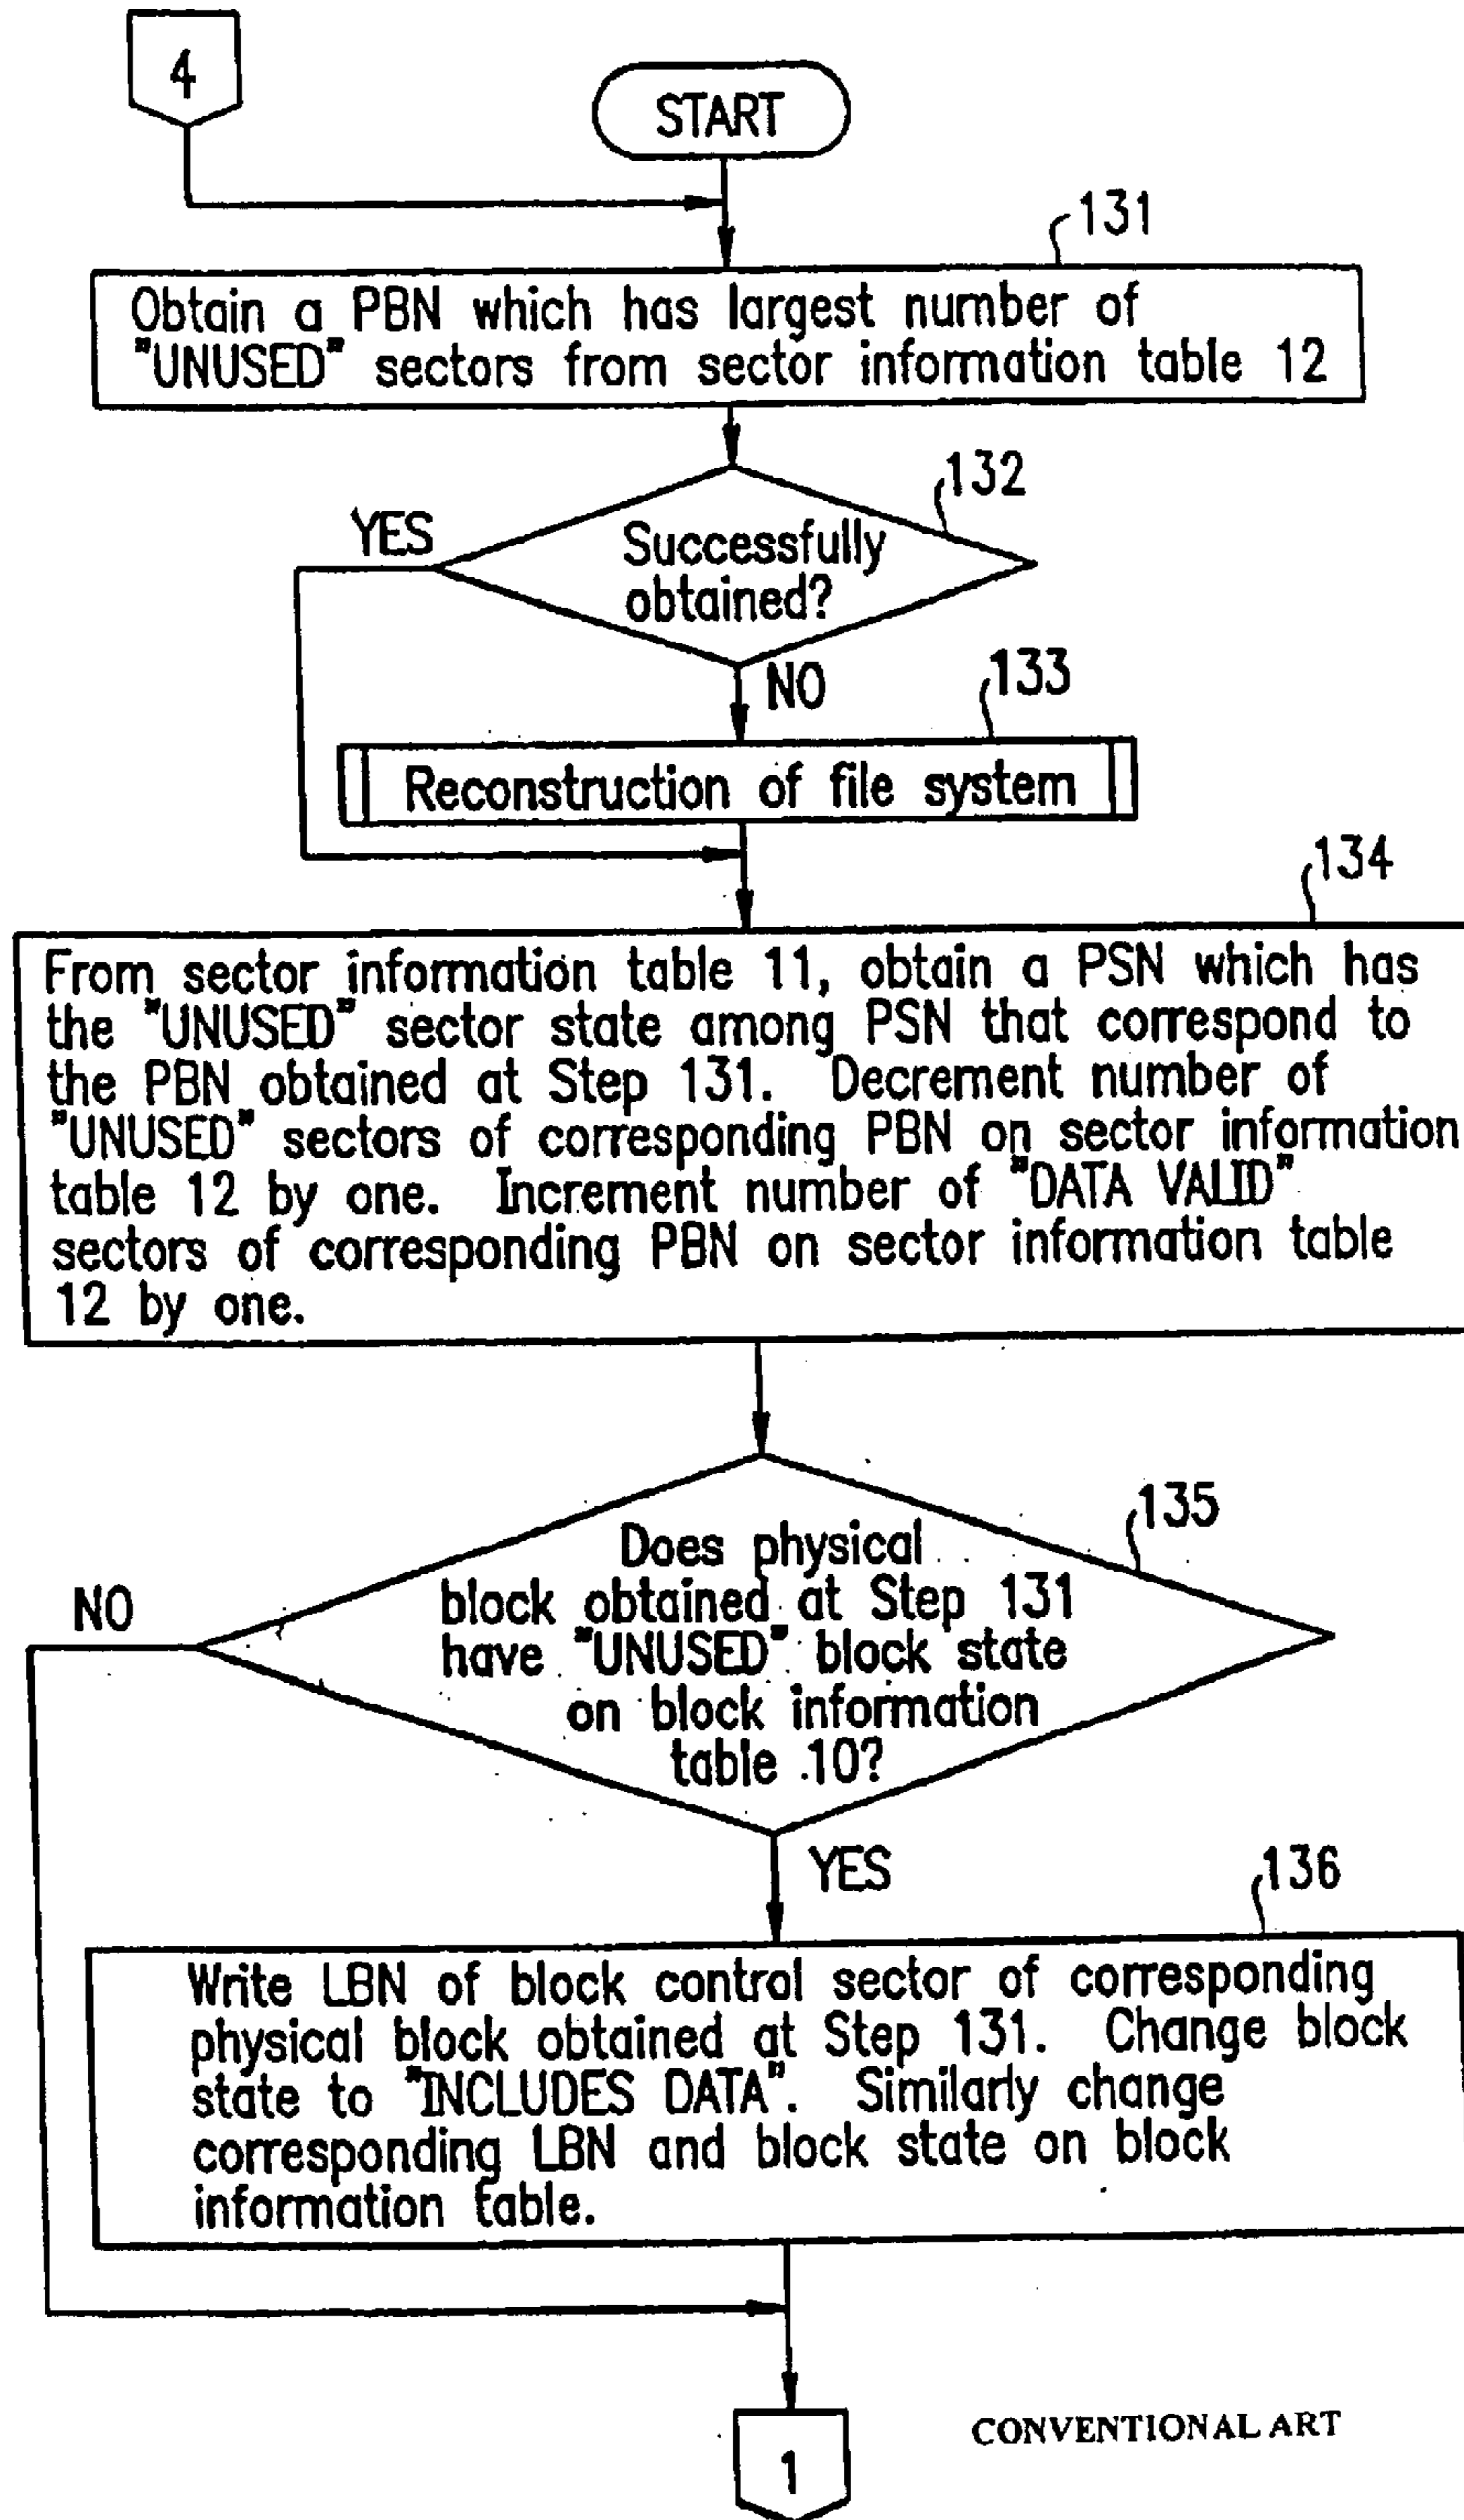 4
START
131
Obtain a PBN which has largest number of
"UNUSED" sectors from sector information table 12
132
YES
Successfully
obtained?
NO
133
Reconstruction of file system
134
From sector information table 11, obtain a PSN which has
the "UNUSED" sector state among PSN that correspond to
the PBN obtained at Step 131. Decrement number of
"UNUSED" sectors of corresponding PBN on sector information
table 12 by one. Increment number of "DATA VALID"
sectors of corresponding PBN on sector information table
12 by one.
135
NO
Does physical
block obtained at Step 131
have "UNUSED" block state
on block information
table 10?
YES
136
Write LBN of block control sector of corresponding
physical block obtained at Step 131. Change block
state to "INCLUDES DATA". Similarly change
corresponding LBN and block state on block
information table.
CONVENTIONAL ART
1